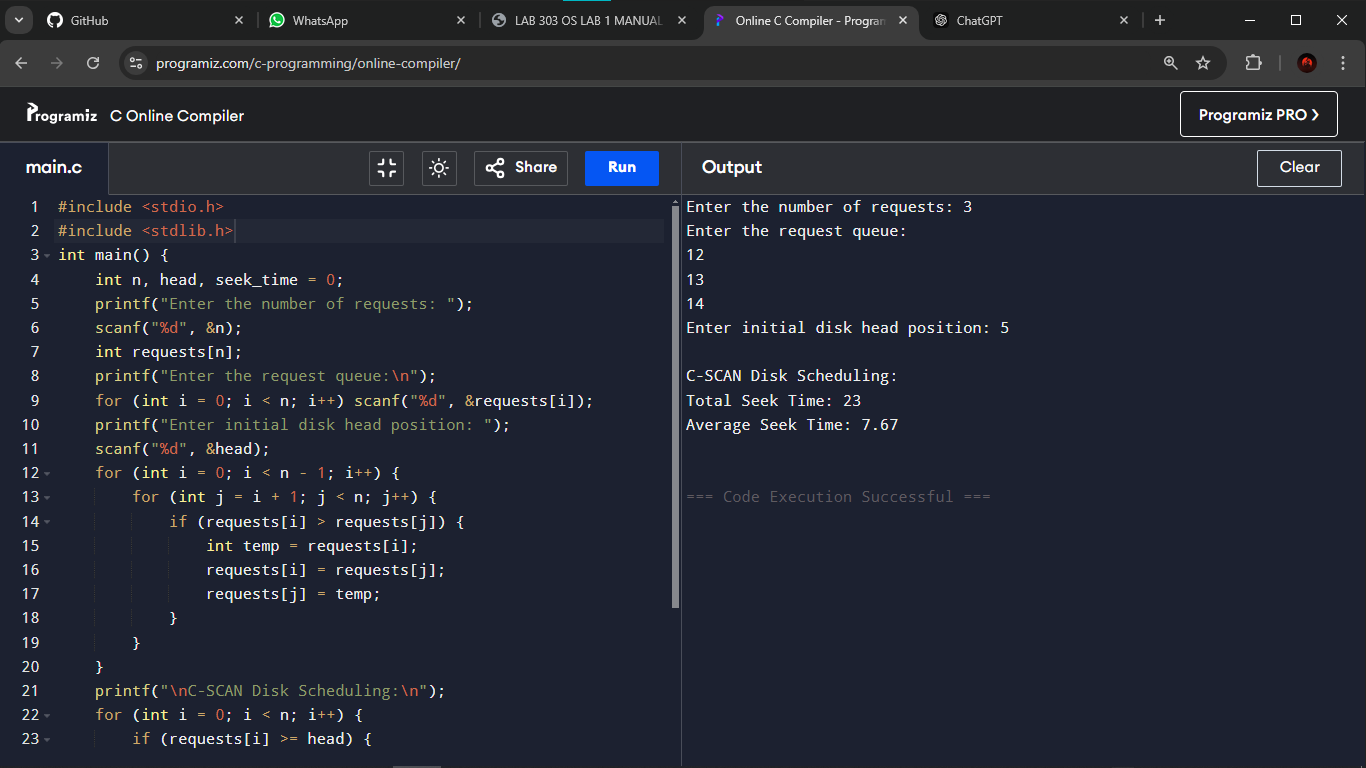 GitHub
WhatsApp
LAB 303 OS LAB 1 MANUAL
Online C Compiler - Program
ChatGPT
programiz.com/c-programming/online-compiler/
Programiz C Online Compiler
Programiz PRO ❯
main.c
Share
Run
Output
Clear
1 #include <stdio.h>
2 #include <stdlib.h>
3 int main() {
4     int n, head, seek_time = 0;
5     printf("Enter the number of requests: ");
6     scanf("%d", &n);
7     int requests[n];
8     printf("Enter the request queue:\n");
9     for (int i = 0; i < n; i++) scanf("%d", &requests[i]);
10     printf("Enter initial disk head position: ");
11     scanf("%d", &head);
12     for (int i = 0; i < n - 1; i++) {
13         for (int j = i + 1; j < n; j++) {
14             if (requests[i] > requests[j]) {
15                 int temp = requests[i];
16                 requests[i] = requests[j];
17                 requests[j] = temp;
18             }
19         }
20     }
21     printf("\nC-SCAN Disk Scheduling:\n");
22     for (int i = 0; i < n; i++) {
23         if (requests[i] >= head) {
Enter the number of requests: 3
Enter the request queue:
12
13
14
Enter initial disk head position: 5
C-SCAN Disk Scheduling:
Total Seek Time: 23
Average Seek Time: 7.67
=== Code Execution Successful ===